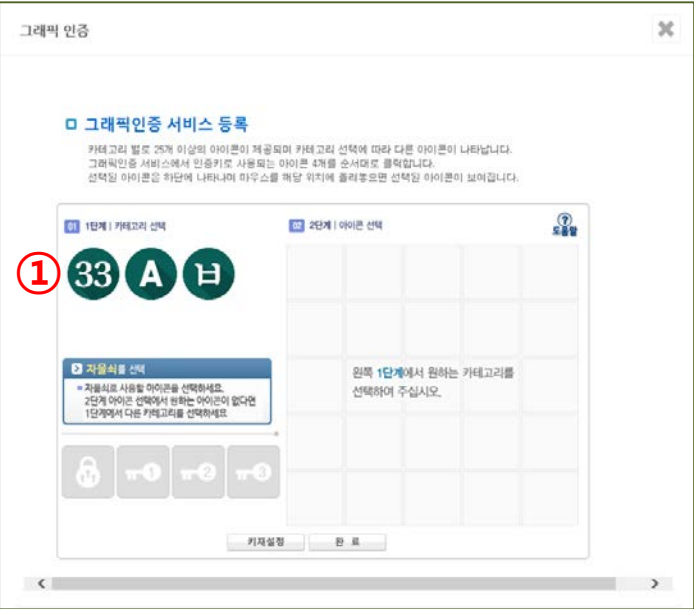 그래픽 인증
그래픽인증 서비스 등록
카테고리 별로 25개 이상의 아이콘이 제공되며 카테고리 선택에 따라 다른 아이콘이 나타납니다.
그래픽인증 서비스에서 인증키로 사용되는 아이콘 4개를 순서대로 클릭합니다.
선택된 아이콘은 하단에 나타나며 마우스를 해당 위치에 올려놓으면 선택된 아이콘이 보여집니다.
01 1단계 | 카테고리 선택
02 2단계 | 아이콘 선택
? 도움말
① 33 A ㅂ
자물쇠를 선택
자물쇠로 사용할 아이콘을 선택하세요.
2단계 아이콘 선택에서 원하는 아이콘이 없다면
1단계에서 다른 카테고리를 선택하세요
왼쪽 1단계에서 원하는 카테고리를
선택하여 주십시오.
1 2 3
키재설정 완 료